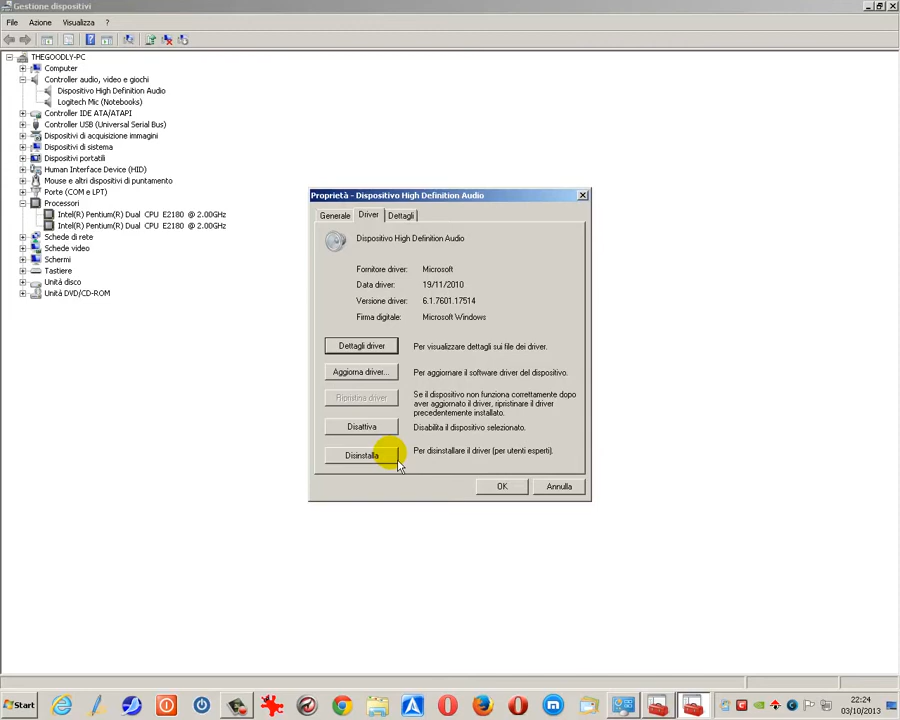 Gestione dispositivi
File Azione Visualizza ?
THEGOODLY-PC
Computer
Controller audio, video e giochi
Dispositivo High Definition Audio
Logitech Mic (Notebooks)
Controller IDE ATA/ATAPI
Controller USB (Universal Serial Bus)
Dispositivi di acquisizione immagini
Dispositivi di sistema
Dispositivi portatili
Human Interface Device (HID)
Mouse e altri dispositivi di puntamento
Porte (COM e LPT)
Processori
Intel(R) Pentium(R) Dual CPU E2180 @ 2.00GHz
Intel(R) Pentium(R) Dual CPU E2180 @ 2.00GHz
Schede di rete
Schede video
Schermi
Tastiere
Unità disco
Unità DVD/CD-ROM
Proprietà - Dispositivo High Definition Audio
Generale Driver Dettagli
Dispositivo High Definition Audio
Fornitore driver: Microsoft
Data driver: 19/11/2010
Versione driver: 6.1.7601.17514
Firma digitale: Microsoft Windows
Dettagli driver Per visualizzare dettagli sui file dei driver.
Aggiorna driver... Per aggiornare il software driver del dispositivo.
Ripristina driver Se il dispositivo non funziona correttamente dopo
aver aggiornato il driver, ripristinare il driver
precedentemente installato.
Disattiva Disabilita il dispositivo selezionato.
Disinstalla Per disinstallare il driver (per utenti esperti).
OK Annulla
Start
22:24
03/10/2013